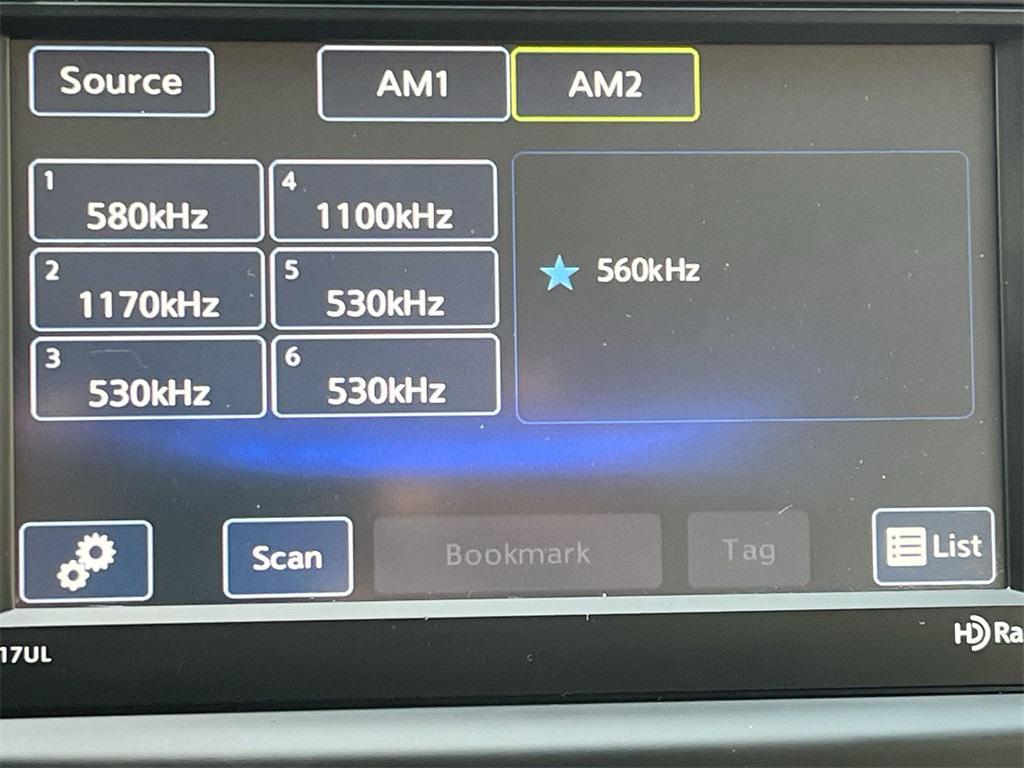 Source
AM1
AM2
1
580kHz
4
1100kHz
2
1170kHz
5
530kHz
3
530kHz
6
530kHz
560kHz
Scan
Bookmark
Tag
List
17UL
HD Ra